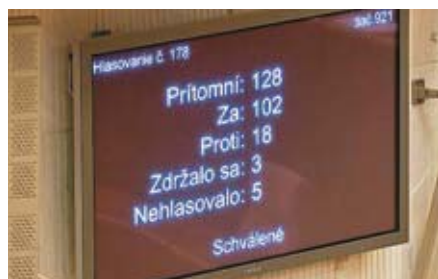 Hlasovanie č. 178
Prítomní: 128
Za: 102
Proti: 18
Zdržalo sa: 3
Nehlasovalo: 5
Schválené